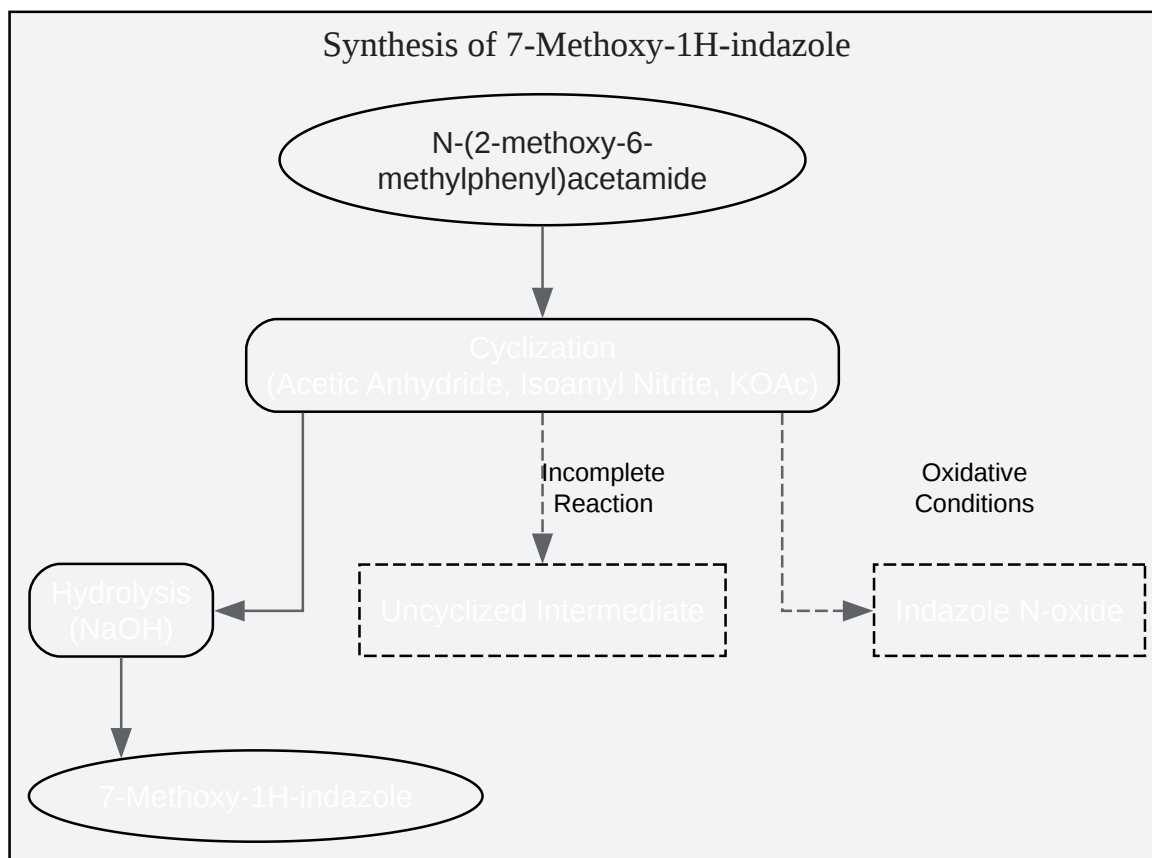 Synthesis of 7-Methoxy-1H-indazole
N-(2-methoxy-6-
methylphenyl)acetamide
Cyclization
(Acetic Anhydride, Isoamyl Nitrite, KOAc)
Incomplete
Reaction
Oxidative
Conditions
Hydrolysis
(NaOH)
Uncyclized Intermediate
Indazole N-oxide
7-Methoxy-1H-indazole